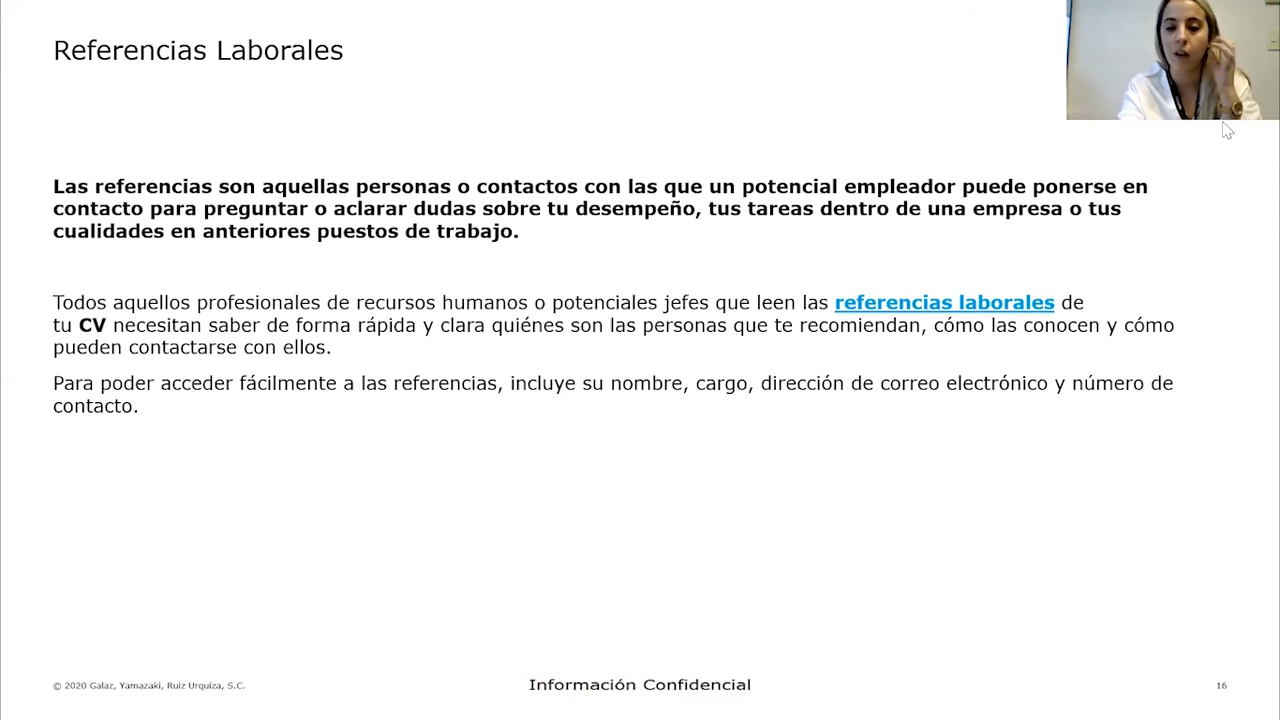 Referencias Laborales
Las referencias son aquellas personas o contactos con las que un potencial empleador puede ponerse en
contacto para preguntar o aclarar dudas sobre tu desempeño, tus tareas dentro de una empresa o tus
cualidades en anteriores puestos de trabajo.
Todos aquellos profesionales de recursos humanos o potenciales jefes que leen las referencias laborales de
tu CV necesitan saber de forma rápida y clara quiénes son las personas que te recomiendan, cómo las conocen y cómo
pueden contactarse con ellos.
Para poder acceder fácilmente a las referencias, incluye su nombre, cargo, dirección de correo electrónico y número de
contacto.
© 2020 Galaz, Yamazaki, Ruiz Urquiza, S.C.
Información Confidencial
16